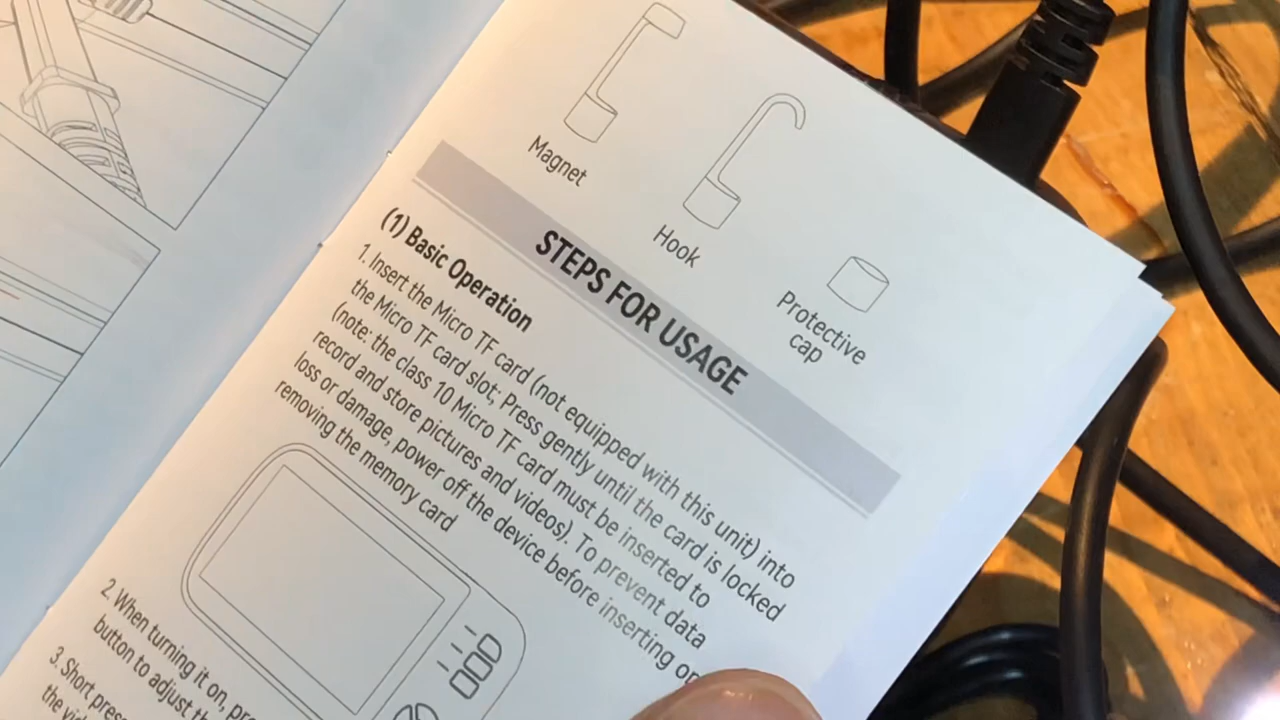 Magnet
Hook
Protective
cap
STEPS FOR USAGE
(1) Basic Operation
1. Insert the Micro TF card (not equipped with this unit) into
the Micro TF card slot; Press gently until the card is locked
(note: the class 10 Micro TF card must be inserted to
record and store pictures and videos). To prevent data
loss or damage, power off the device before inserting or
removing the memory card
2. When turning it on,
button to adjust
3. Short
the